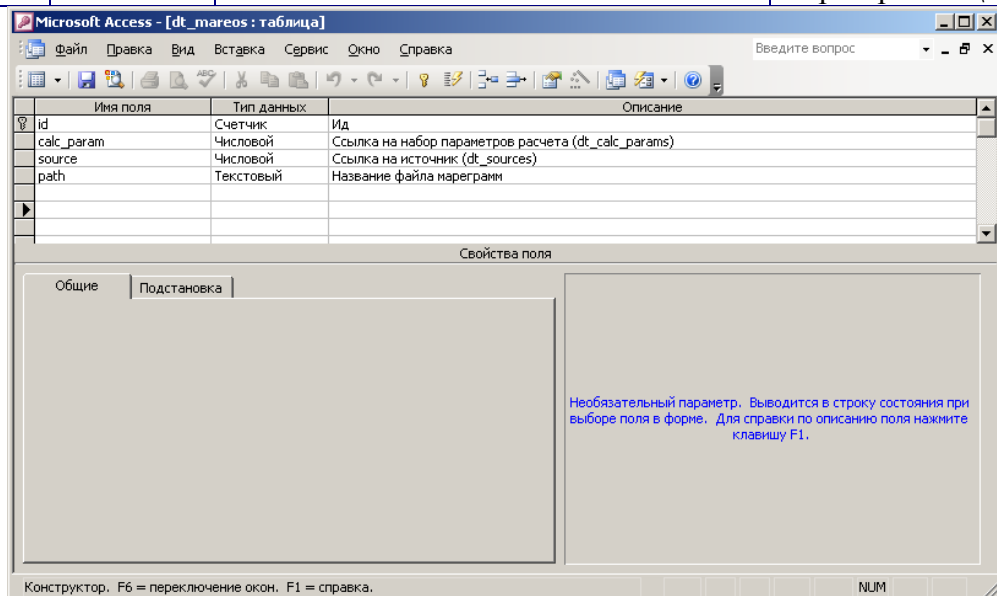 Microsoft Access - [dt_mareos : таблица]
Файл Правка Вид Вставка Сервис Окно Справка Введите вопрос
Имя поля Тип данных Описание
id Счетчик Ид
calc_param Числовой Ссылка на набор параметров расчета (dt_calc_params)
source Числовой Ссылка на источник (dt_sources)
path Текстовый Название файла мареграмм
Свойства поля
Общие Подстановка
Необязательный параметр. Выводится в строку состояния при
выборе поля в форме. Для справки по описанию поля нажмите
клавишу F1.
Конструктор. F6 = переключение окон. F1 = справка. NUM